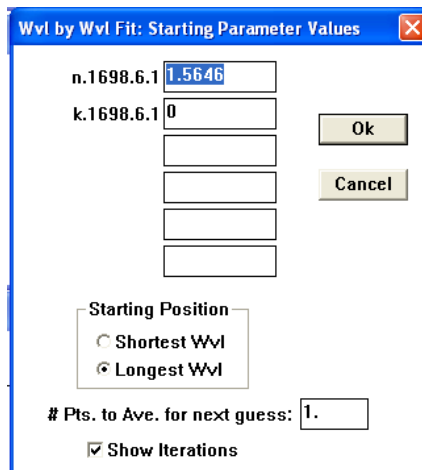 Wvl by Wvl Fit: Starting Parameter Values
n.1698.6.1 1.5646
k.1698.6.1 0
Ok
Cancel
Starting Position
Shortest Wvl
Longest Wvl
# Pts. to Ave. for next guess: 1.
Show Iterations